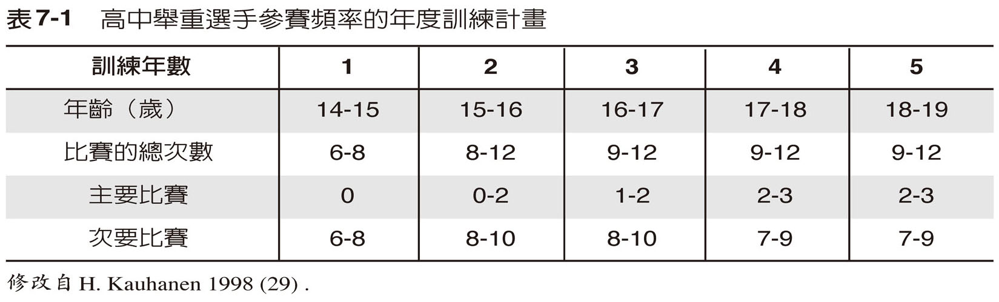 表7-1 高中舉重選手參賽頻率的年度訓練計畫
訓練年數 1 2 3 4 5
年齡（歲） 14-15 15-16 16-17 17-18 18-19
比賽的總次數 6-8 8-12 9-12 9-12 9-12
主要比賽 0 0-2 1-2 2-3 2-3
次要比賽 6-8 8-10 8-10 7-9 7-9
修改自 H. Kauhanen 1998 (29) .